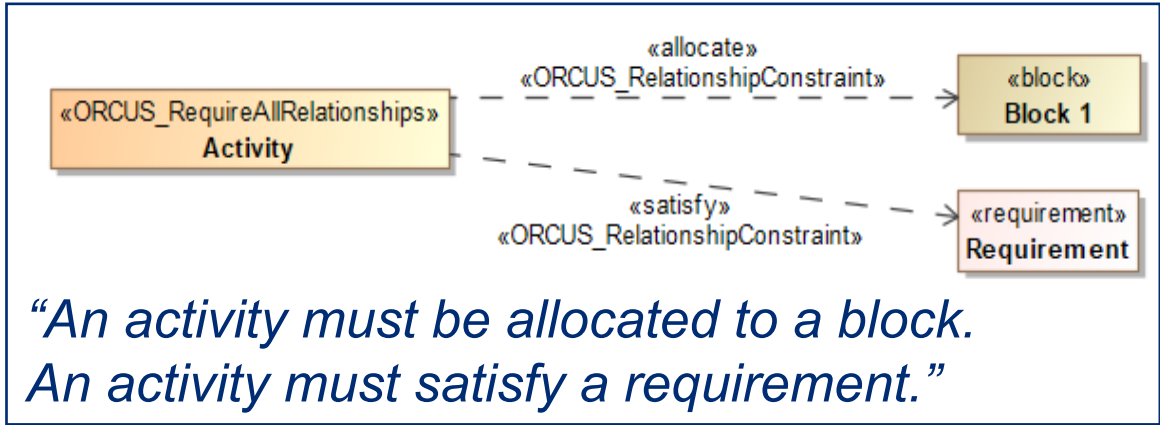 «allocate»
«ORCUS_RelationshipConstraint»
«block»
Block 1
«ORCUS_RequireAllRelationships»
Activity
«satisfy»
«ORCUS_RelationshipConstraint»
«requirement»
Requirement
“An activity must be allocated to a block.
An activity must satisfy a requirement.”